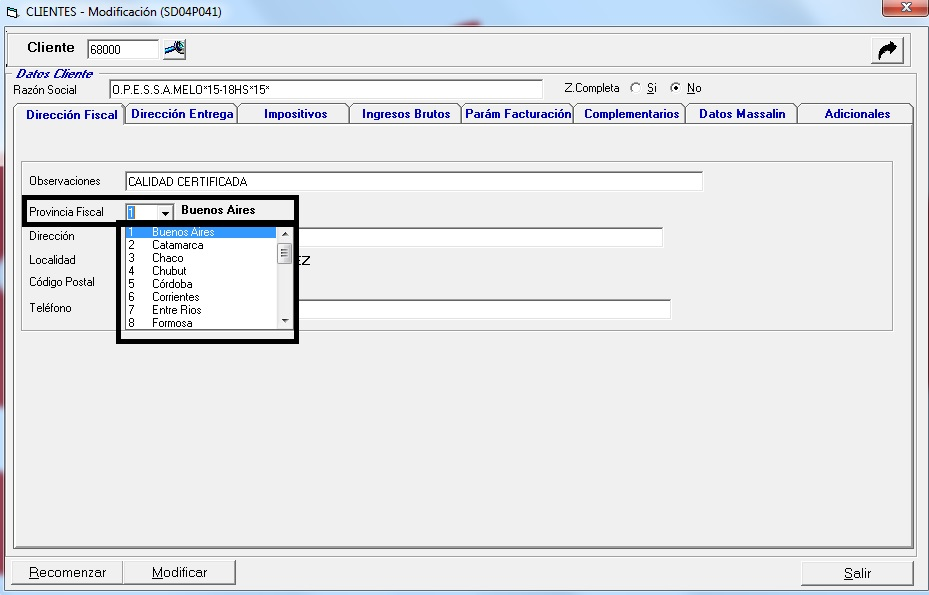 CLIENTES - Modificación (SD04P041)
Cliente 68000
Datos Cliente
Razón Social O.P.E.S.S.A.MELO*15-18HS*15* Z.Completa Si No
Dirección Fiscal Dirección Entrega Impositivos Ingresos Brutos Parám Facturación Complementarios Datos Massalin Adicionales
Observaciones CALIDAD CERTIFICADA
Provincia Fiscal 1 Buenos Aires
Dirección
Localidad EZ
Código Postal
Teléfono
1 Buenos Aires
2 Catamarca
3 Chaco
4 Chubut
5 Córdoba
6 Corrientes
7 Entre Rios
8 Formosa
Recomenzar Modificar Salir